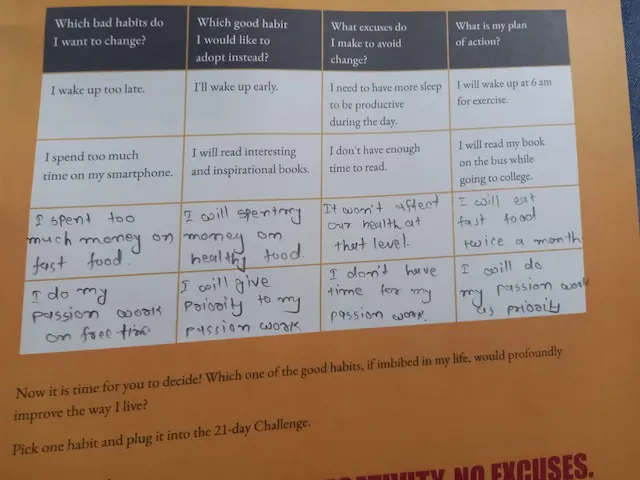 Which bad habits do
I want to change?
Which good habit
I would like to
adopt instead?
What excuses do
I make to avoid
change?
What is my plan
of action?
I wake up too late.
I'll wake up early.
I need to have more sleep
to be productive
during the day.
I will wake up at 6 am
for exercise.
I spend too much
time on my smartphone.
I will read interesting
and inspirational books.
I don't have enough
time to read.
I will read my book
on the bus while
going to college.
I spent too
much money on
fast food.
I will spent my
money on
healthy food.
It won't affect
our health at
that level.
I will eat
fast food
twice a month
I do my
passion work
on free time
I will give
Priority to my
passion work
I don't have
time for my
passion work.
I will do
my passion work
as priority
Now it is time for you to decide! Which one of the good habits, if imbibed in my life, would profoundly
improve the way I live?
Pick one habit and plug it into the 21-day Challenge.
NO EXCUSES.